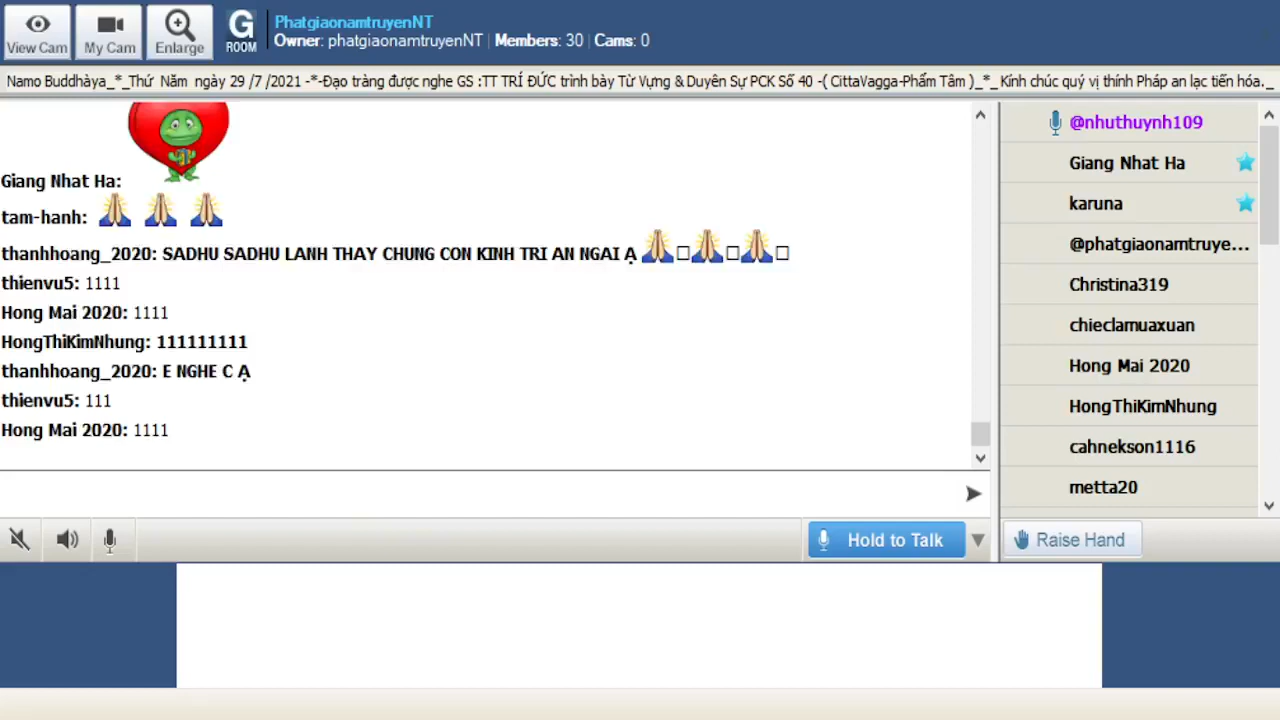 View Cam
My Cam
Enlarge
G
ROOM
PhatgiaonamtruyenNT
Owner: phatgiaonamtruyenNT | Members: 30 | Cams: 0
Namo Buddhàya_*_Thứ Năm ngày 29 /7 /2021 -*-Đạo tràng được nghe GS :TT TRÍ ĐỨC trình bày Từ Vựng & Duyên Sự PCK Số 40 -( CittaVagga-Phẩm Tâm )_*_Kính chúc quý vị thính Pháp an lạc tiến hóa._
Giang Nhat Ha:
tam-hanh: 🙏 🙏 🙏
thanhhoang_2020: SADHU SADHU LANH THAY CHUNG CON KINH TRI AN NGAI Ạ 🙏□🙏□🙏□
thienvu5: 1111
Hong Mai 2020: 1111
HongThiKimNhung: 111111111
thanhhoang_2020: E NGHE C Ạ
thienvu5: 111
Hong Mai 2020: 1111
@nhuthuynh109
Giang Nhat Ha
karuna
@phatgiaonamtruye...
Christina319
chieclamuaxuan
Hong Mai 2020
HongThiKimNhung
cahnekson1116
metta20
Hold to Talk
Raise Hand